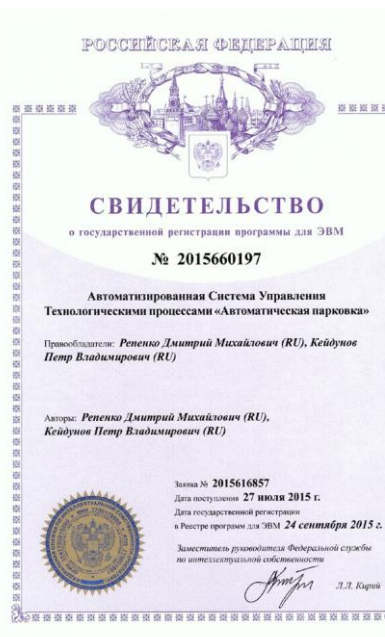 РОССИЙСКАЯ ФЕДЕРАЦИЯ
СВИДЕТЕЛЬСТВО
о государственной регистрации программы для ЭВМ
№ 2015660197
Автоматизированная Система Управления
Технологическими процессами «Автоматическая парковка»
Правообладатели: Репенко Дмитрий Михайлович (RU), Кейдунов
Петр Владимирович (RU)
Авторы: Репенко Дмитрий Михайлович (RU),
Кейдунов Петр Владимирович (RU)
Заявка № 2015616857
Дата поступления 27 июля 2015 г.
Дата государственной регистрации
в Реестре программ для ЭВМ 24 сентября 2015 г.
Заместитель руководителя Федеральной службы
по интеллектуальной собственности
Л.Л. Кирий